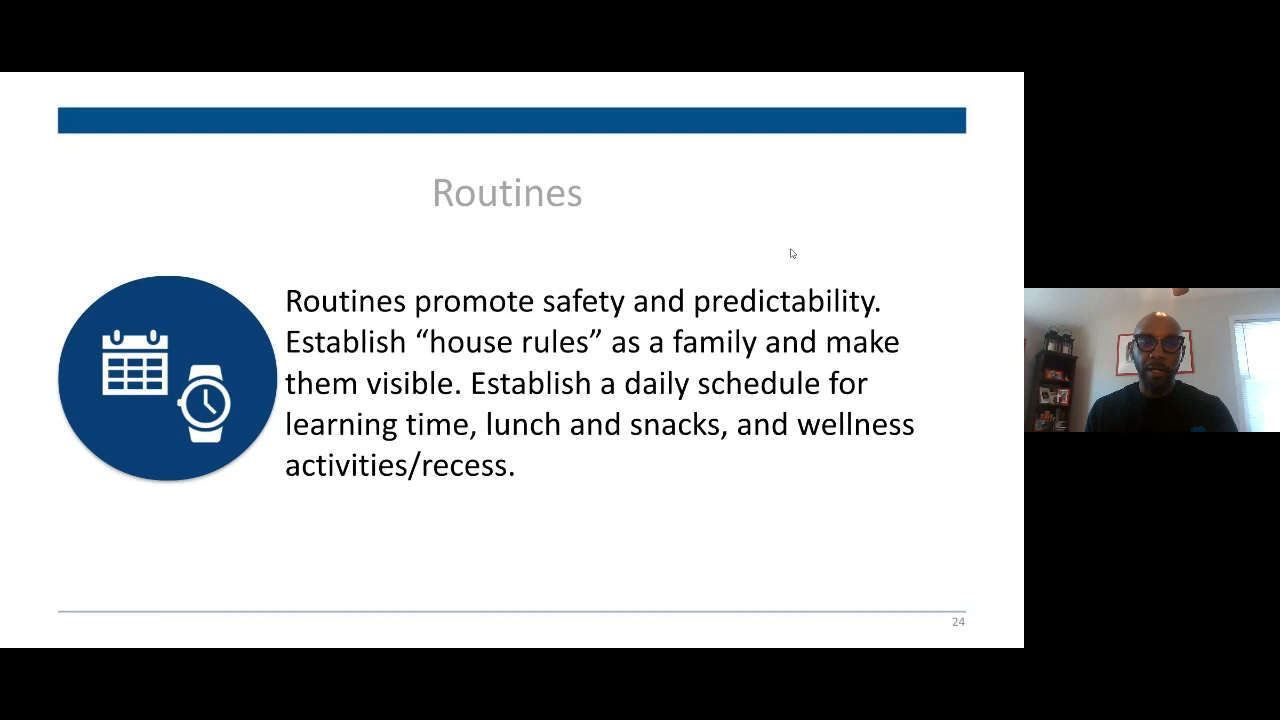 Routines
Routines promote safety and predictability.
Establish “house rules” as a family and make
them visible. Establish a daily schedule for
learning time, lunch and snacks, and wellness
activities/recess.
24